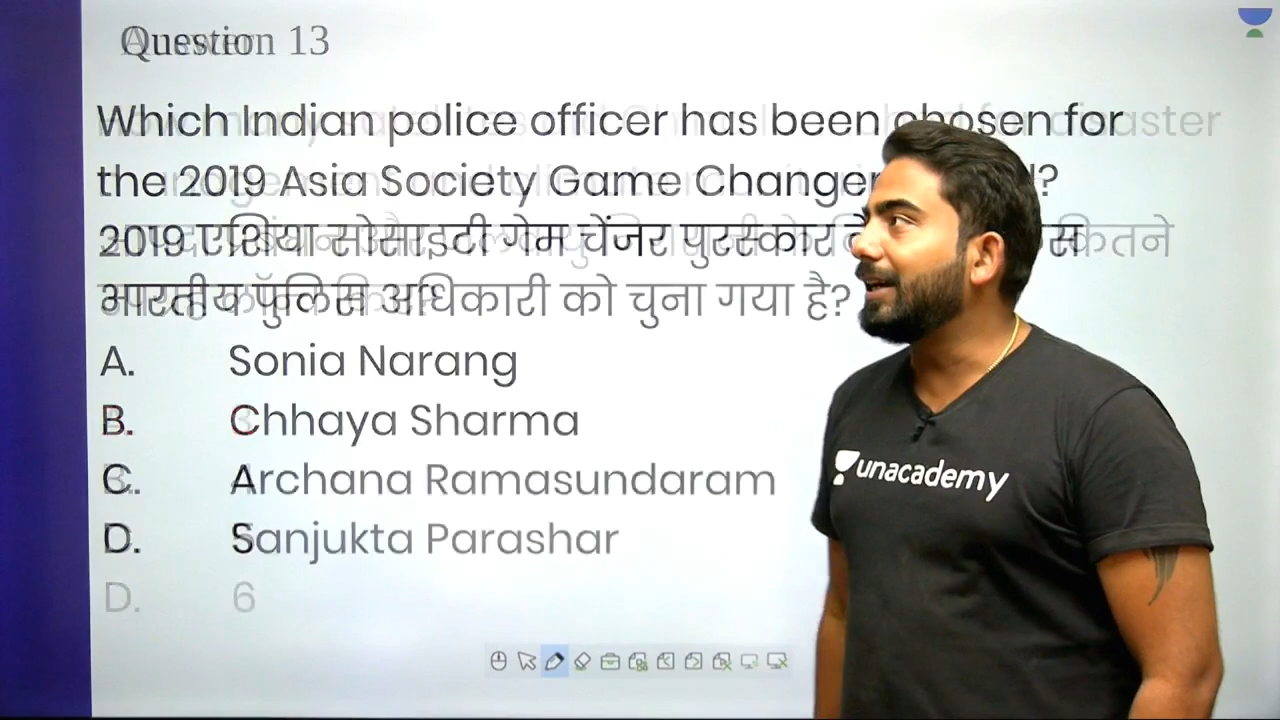 Question 13
Which Indian police officer has been chosen for
the 2019 Asia Society Game Changer
2019 एशिया सोसाइटी गेम चेंजर पुरस्कार
भारतीय पुलिस अधिकारी को चुना गया है?
A. Sonia Narang
B. Chhaya Sharma
C. Archana Ramasundaram
D. Sanjukta Parashar
D. 6
unacademy